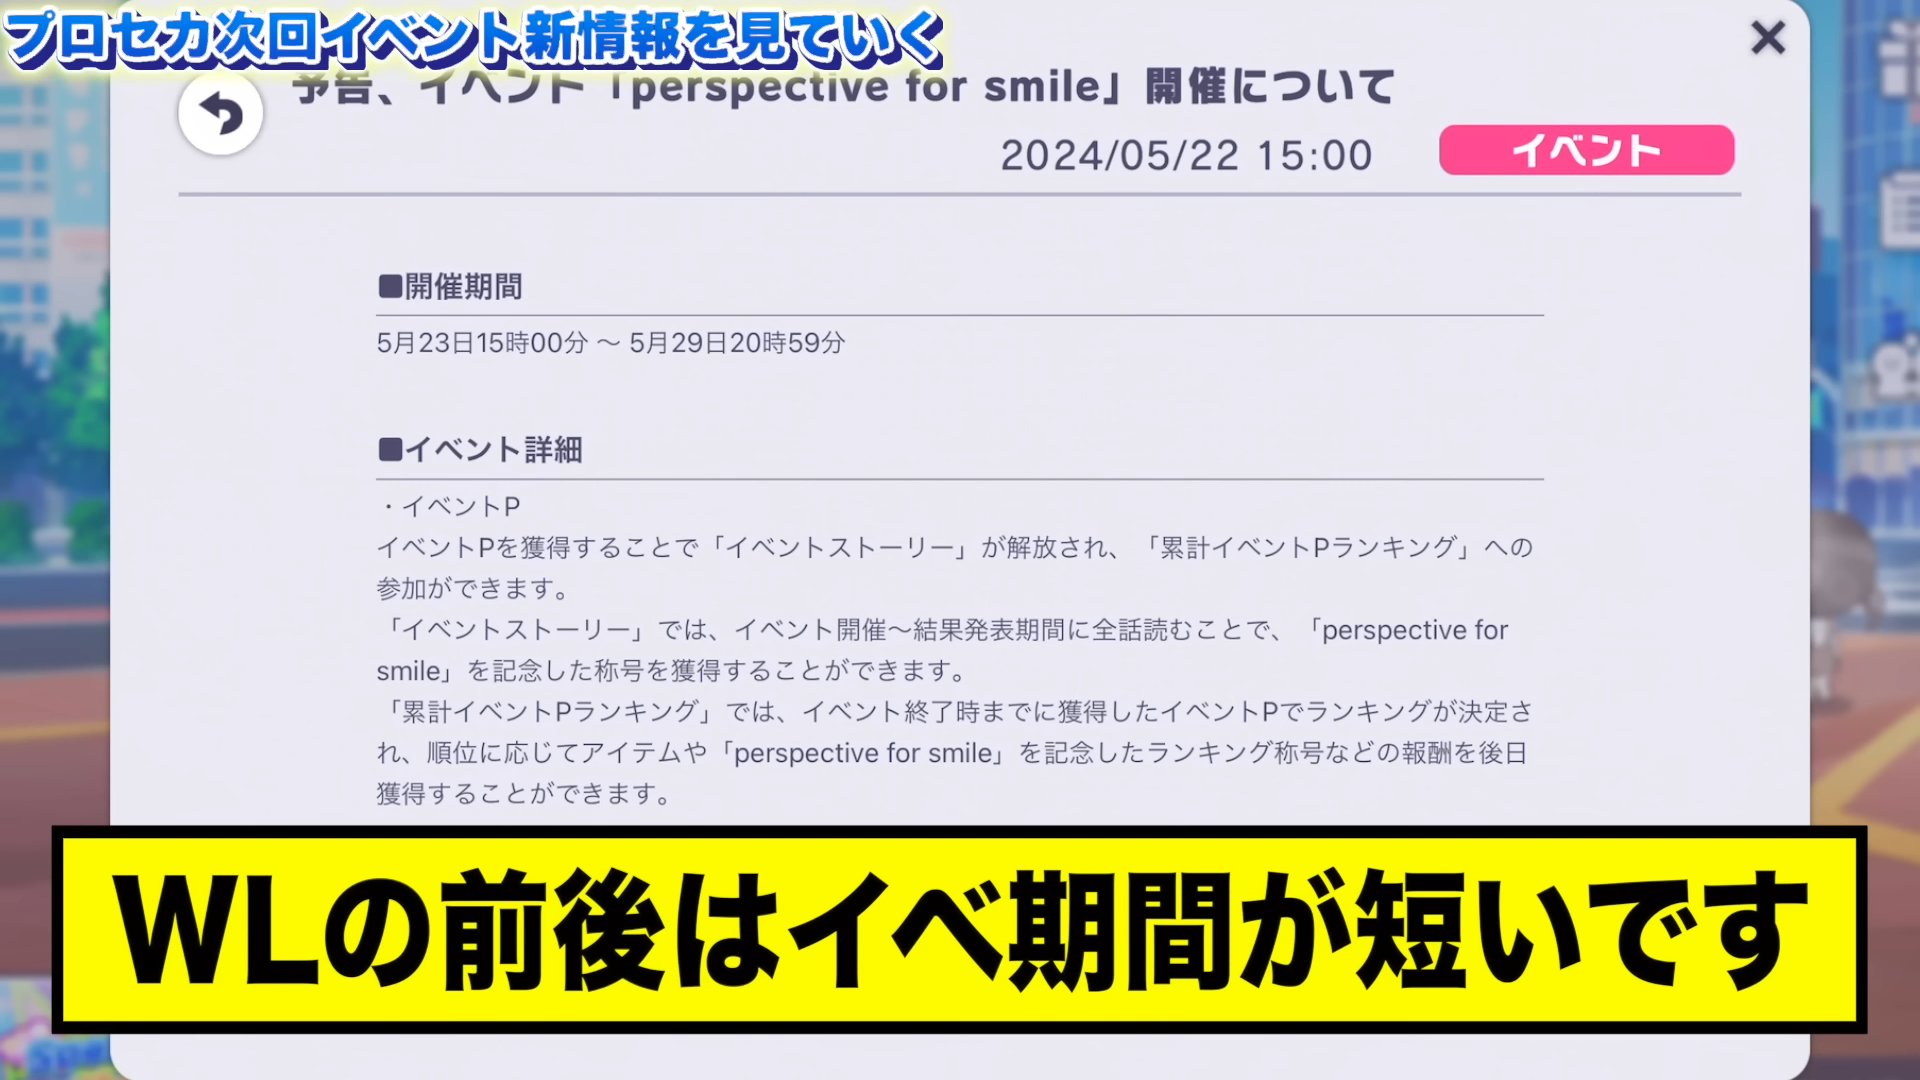 プロセカ次回イベント新情報を見ていく
予告、イベント「perspective for smile」開催について
2024/05/22 15:00
イベント
■開催期間
5月23日15時00分 ～ 5月29日20時59分
■イベント詳細
・イベントP
イベントPを獲得することで「イベントストーリー」が解放され、「累計イベントPランキング」への
参加ができます。
「イベントストーリー」では、イベント開催～結果発表期間に全話読むことで、「perspective for
smile」を記念した称号を獲得することができます。
「累計イベントPランキング」では、イベント終了時までに獲得したイベントPでランキングが決定さ
れ、順位に応じてアイテムや「perspective for smile」を記念したランキング称号などの報酬を後日
獲得することができます。
WLの前後はイベ期間が短いです